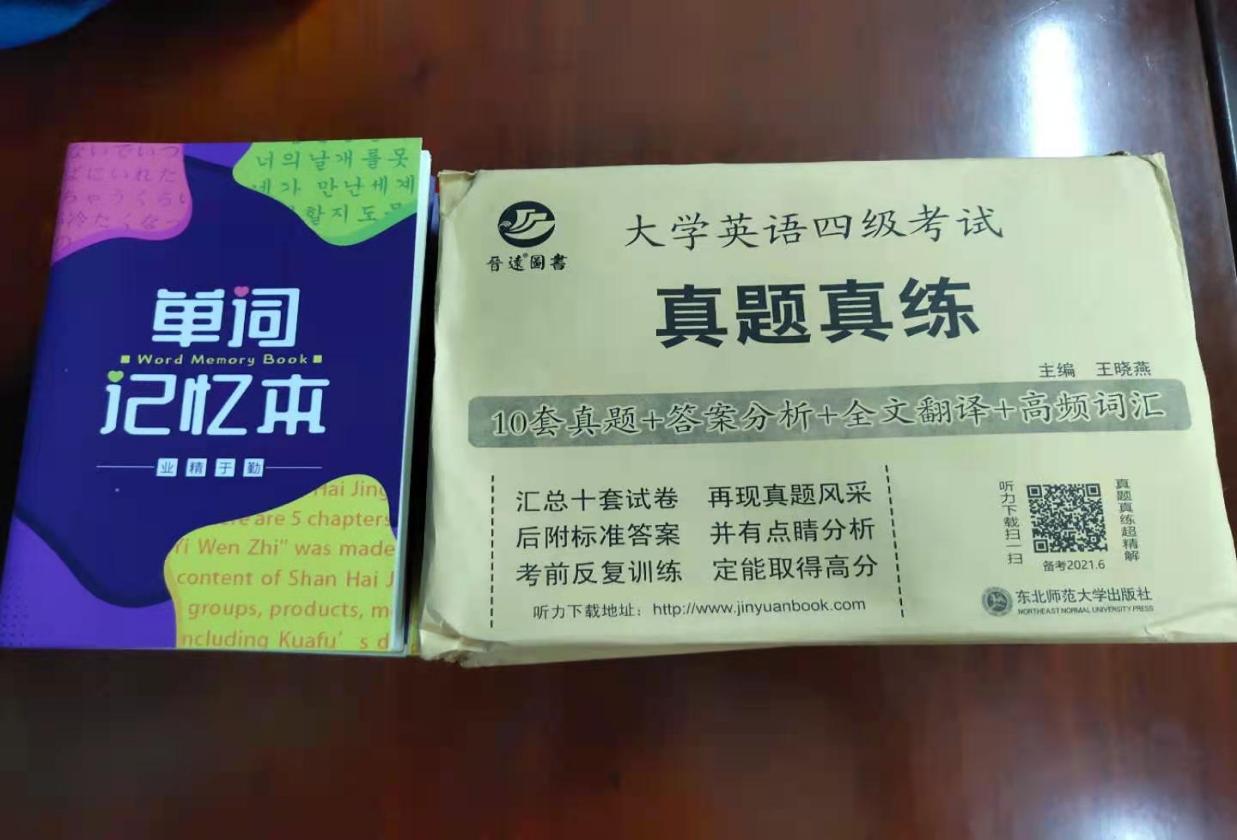 ないでいつ
ばにいれた
ちゃうくらい
冷たくなっ
너의날개를못
네가 만난세계
할지도
单词
Word Memory Book
记忆本
业精于勤
Hai Jing
ere are 5 chapters
Yi Wen Zhi" was made
content of Shan Hai J
groups, products, m
ncluding Kuafu's d
晋远®图书
大学英语四级考试
真题真练
主编 王晓燕
10套真题+答案分析+全文翻译+高频词汇
汇总十套试卷 再现真题风采
后附标准答案 并有点睛分析
考前反复训练 定能取得高分
听力下载地址：http://www.jinyuanbook.com
听力下载扫一扫
真题真练超精解
备考2021.6
东北师范大学出版社
NORTHEAST NORMAL UNIVERSITY PRESS